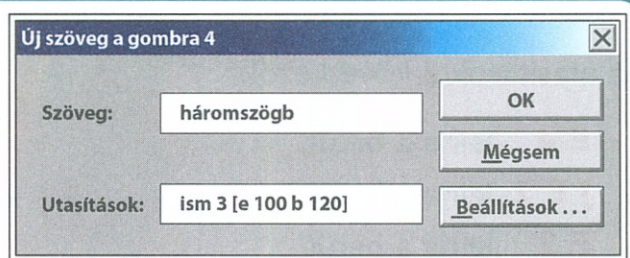 Új szöveg a gombra 4
Szöveg: háromszögb
OK
Mégsem
Utasítások: ism 3 [e 100 b 120]
Beállítások . . .